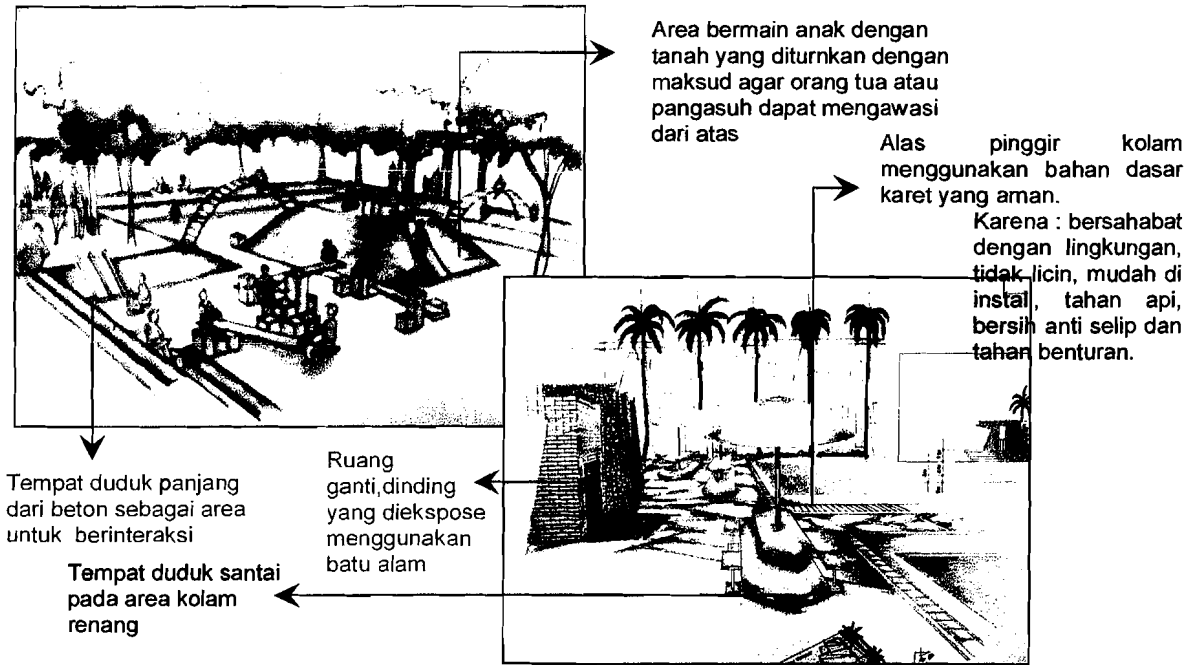 Area bermain anak dengan
tanah yang diturnkan dengan
maksud agar orang tua atau
pangasuh dapat mengawasi
dari atas
Alas pinggir kolam
menggunakan bahan dasar
karet yang aman.
Karena : bersahabat
dengan lingkungan,
tidak licin, mudah di
instal, tahan api,
bersih anti selip dan
tahan benturan.
Tempat duduk panjang
dari beton sebagai area
untuk berinteraksi
Ruang
ganti,dinding
yang diekspose
menggunakan
batu alam
Tempat duduk santai
pada area kolam
renang